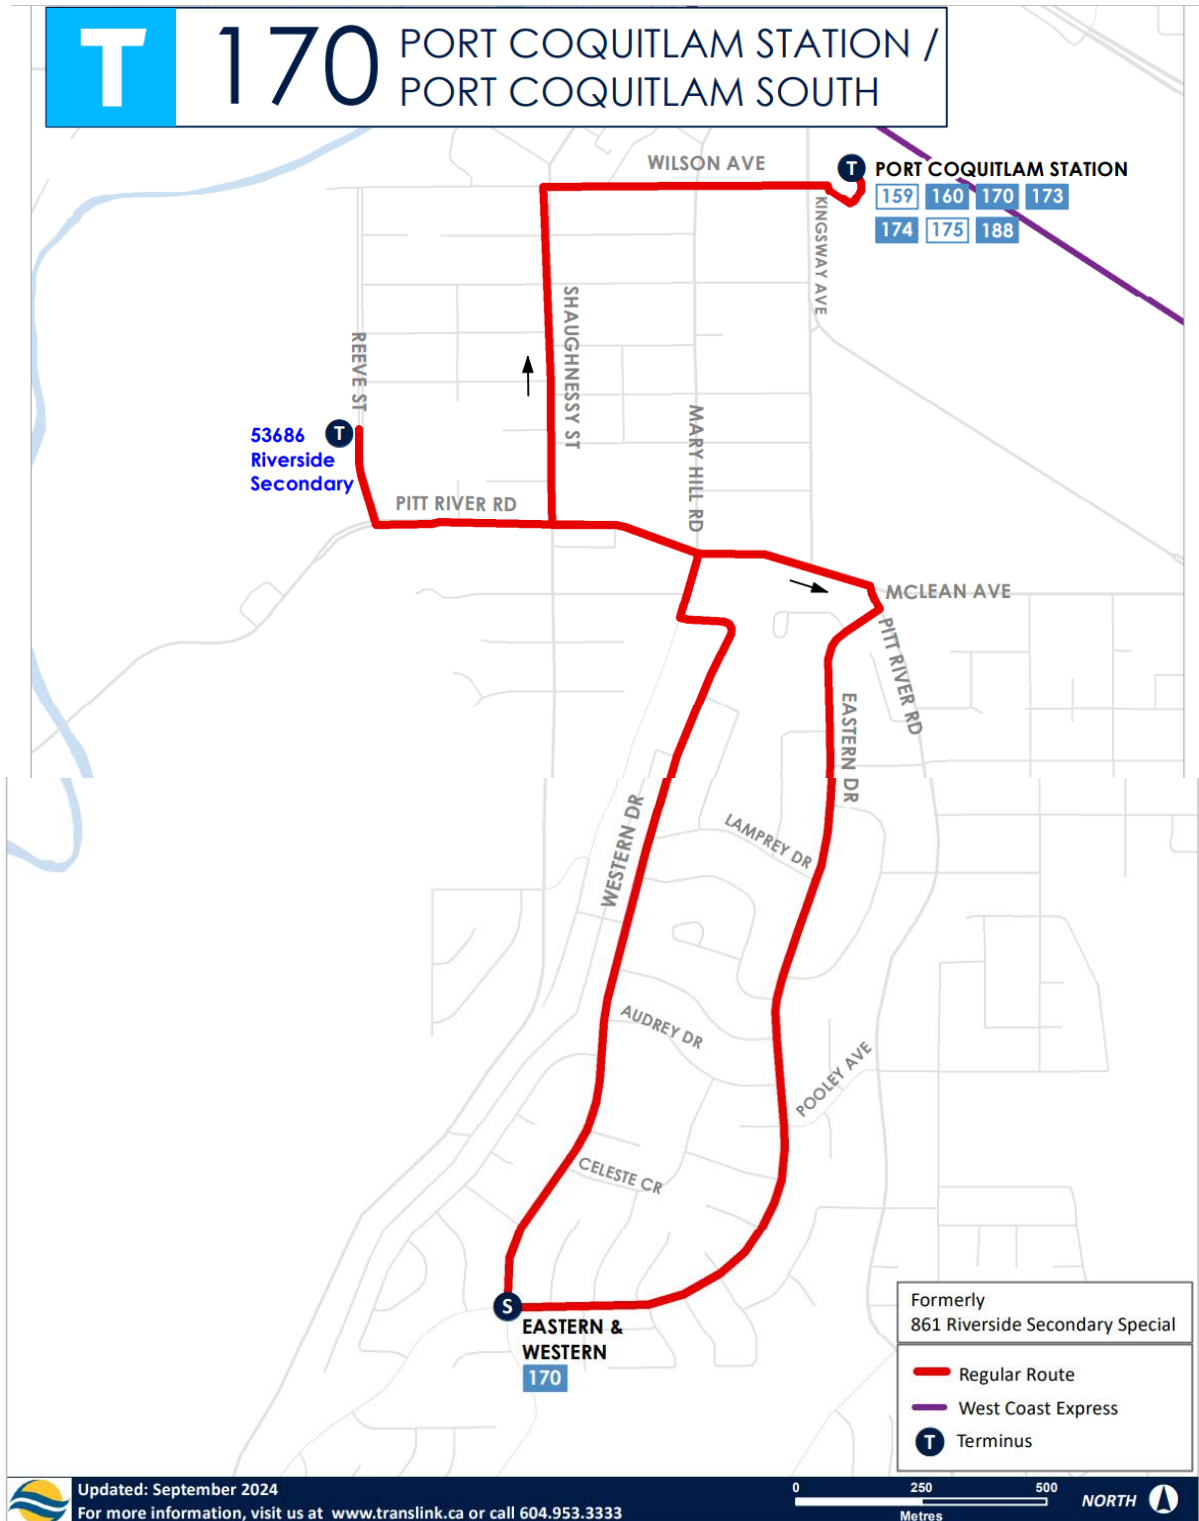 T
170
PORT COQUITLAM STATION /
PORT COQUITLAM SOUTH
WILSON AVE
T
PORT COQUITLAM STATION
159 160 170 173
174 175 188
KINGSWAY AVE
SHAUGHNESSY ST
REEVE ST
MARY HILL RD
53686
Riverside
Secondary
T
PITT RIVER RD
MCLEAN AVE
PITT RIVER RD
EASTERN DR
WESTERN DR
LAMPREY DR
AUDREY DR
POOLEY AVE
CELESTE CR
S
EASTERN &
WESTERN
170
Formerly
861 Riverside Secondary Special
Regular Route
West Coast Express
T Terminus
Updated: September 2024
For more information, visit us at www.translink.ca or call 604.953.3333
0 250 500
Metres
NORTH